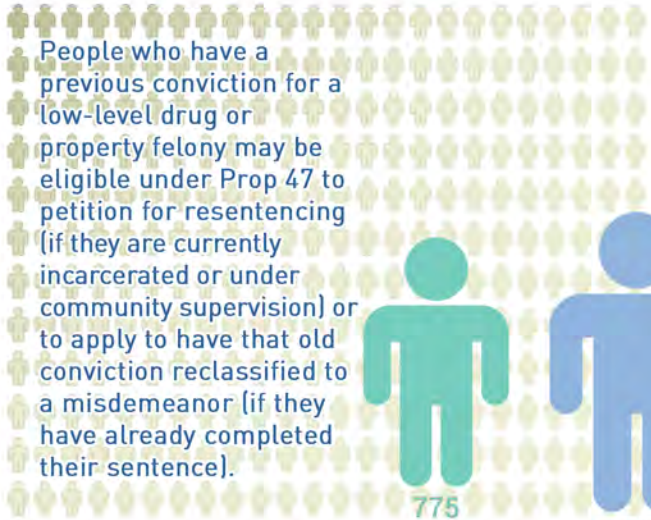 People who have a
previous conviction for a
low-level drug or
property felony may be
eligible under Prop 47 to
petition for resentencing
(if they are currently
incarcerated or under
community supervision) or
to apply to have that old
conviction reclassified to
a misdemeanor (if they
have already completed
their sentence).
775